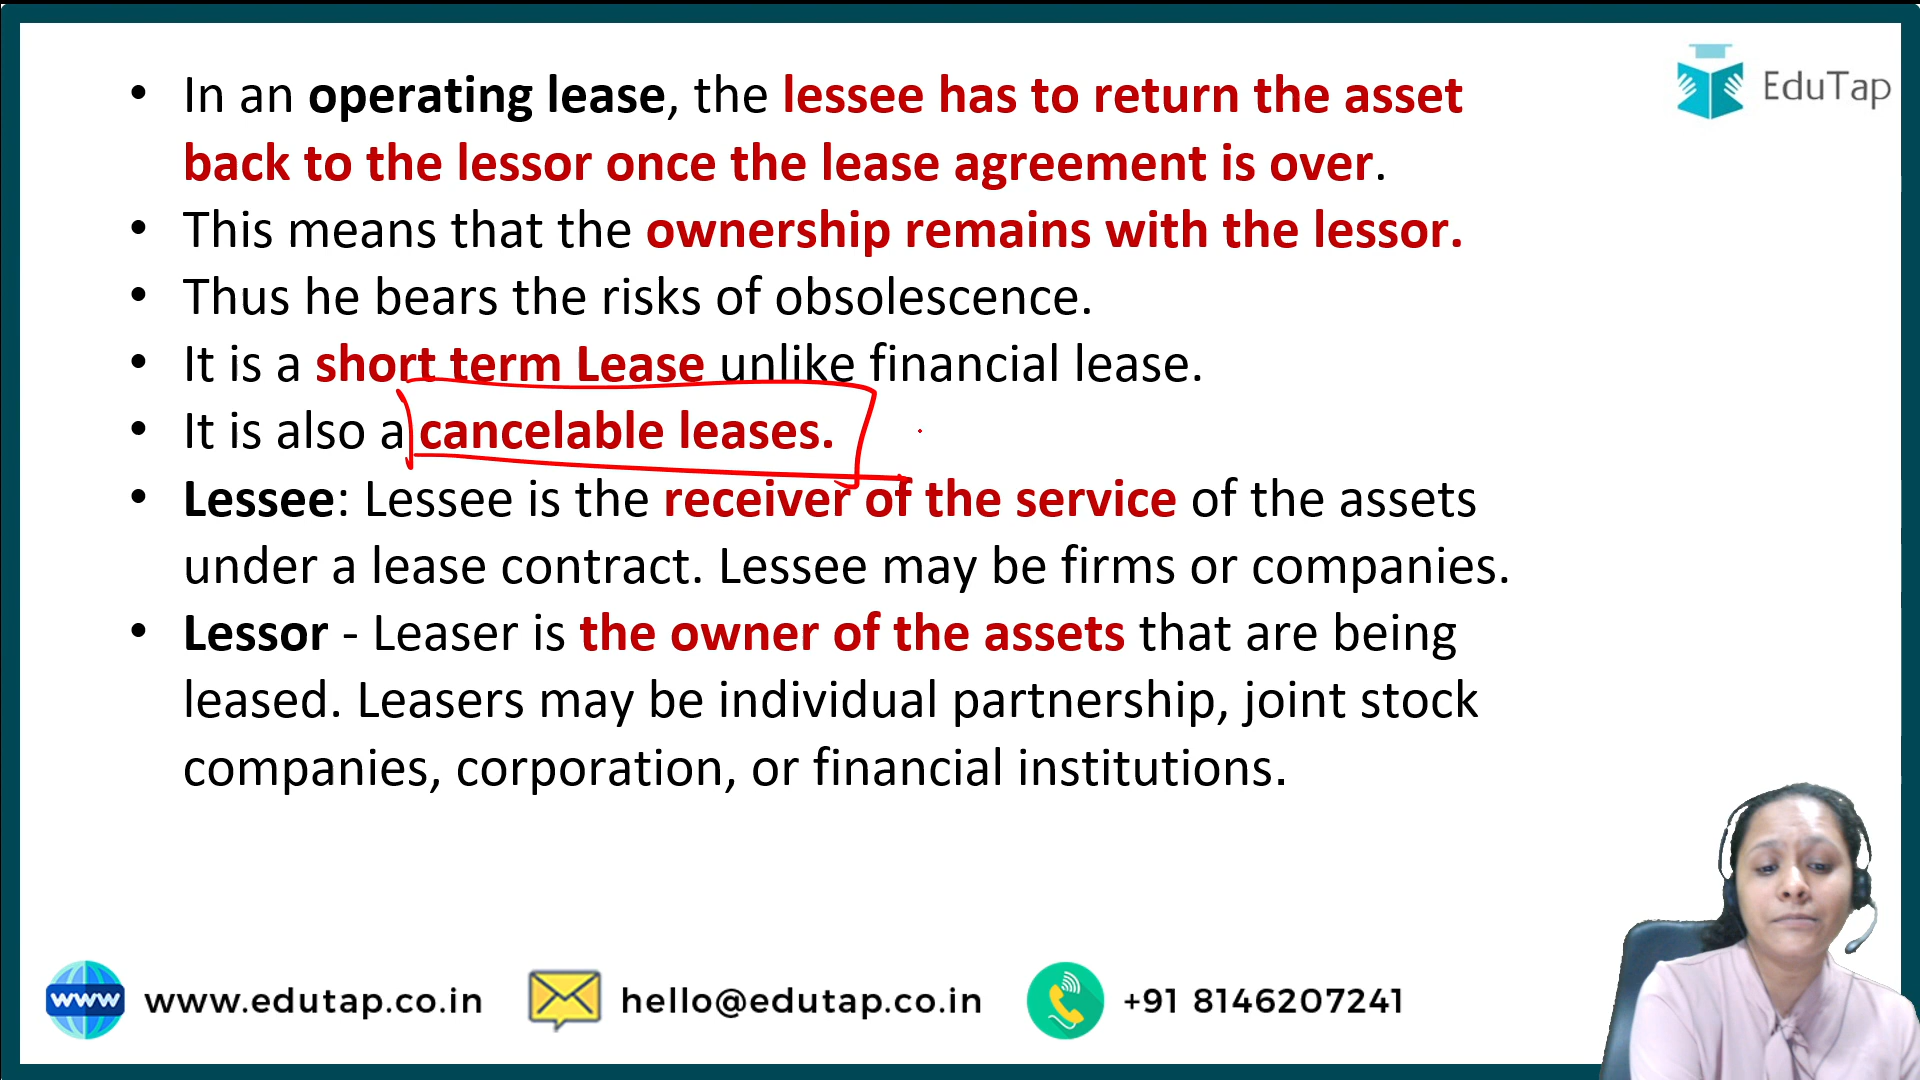 • In an operating lease, the lessee has to return the asset
back to the lessor once the lease agreement is over.
• This means that the ownership remains with the lessor.
• Thus he bears the risks of obsolescence.
• It is a short term Lease unlike financial lease.
• It is also a cancelable leases.
• Lessee: Lessee is the receiver of the service of the assets
under a lease contract. Lessee may be firms or companies.
• Lessor - Leaser is the owner of the assets that are being
leased. Leasers may be individual partnership, joint stock
companies, corporation, or financial institutions.
EduTap
www www.edutap.co.in hello@edutap.co.in +91 8146207241